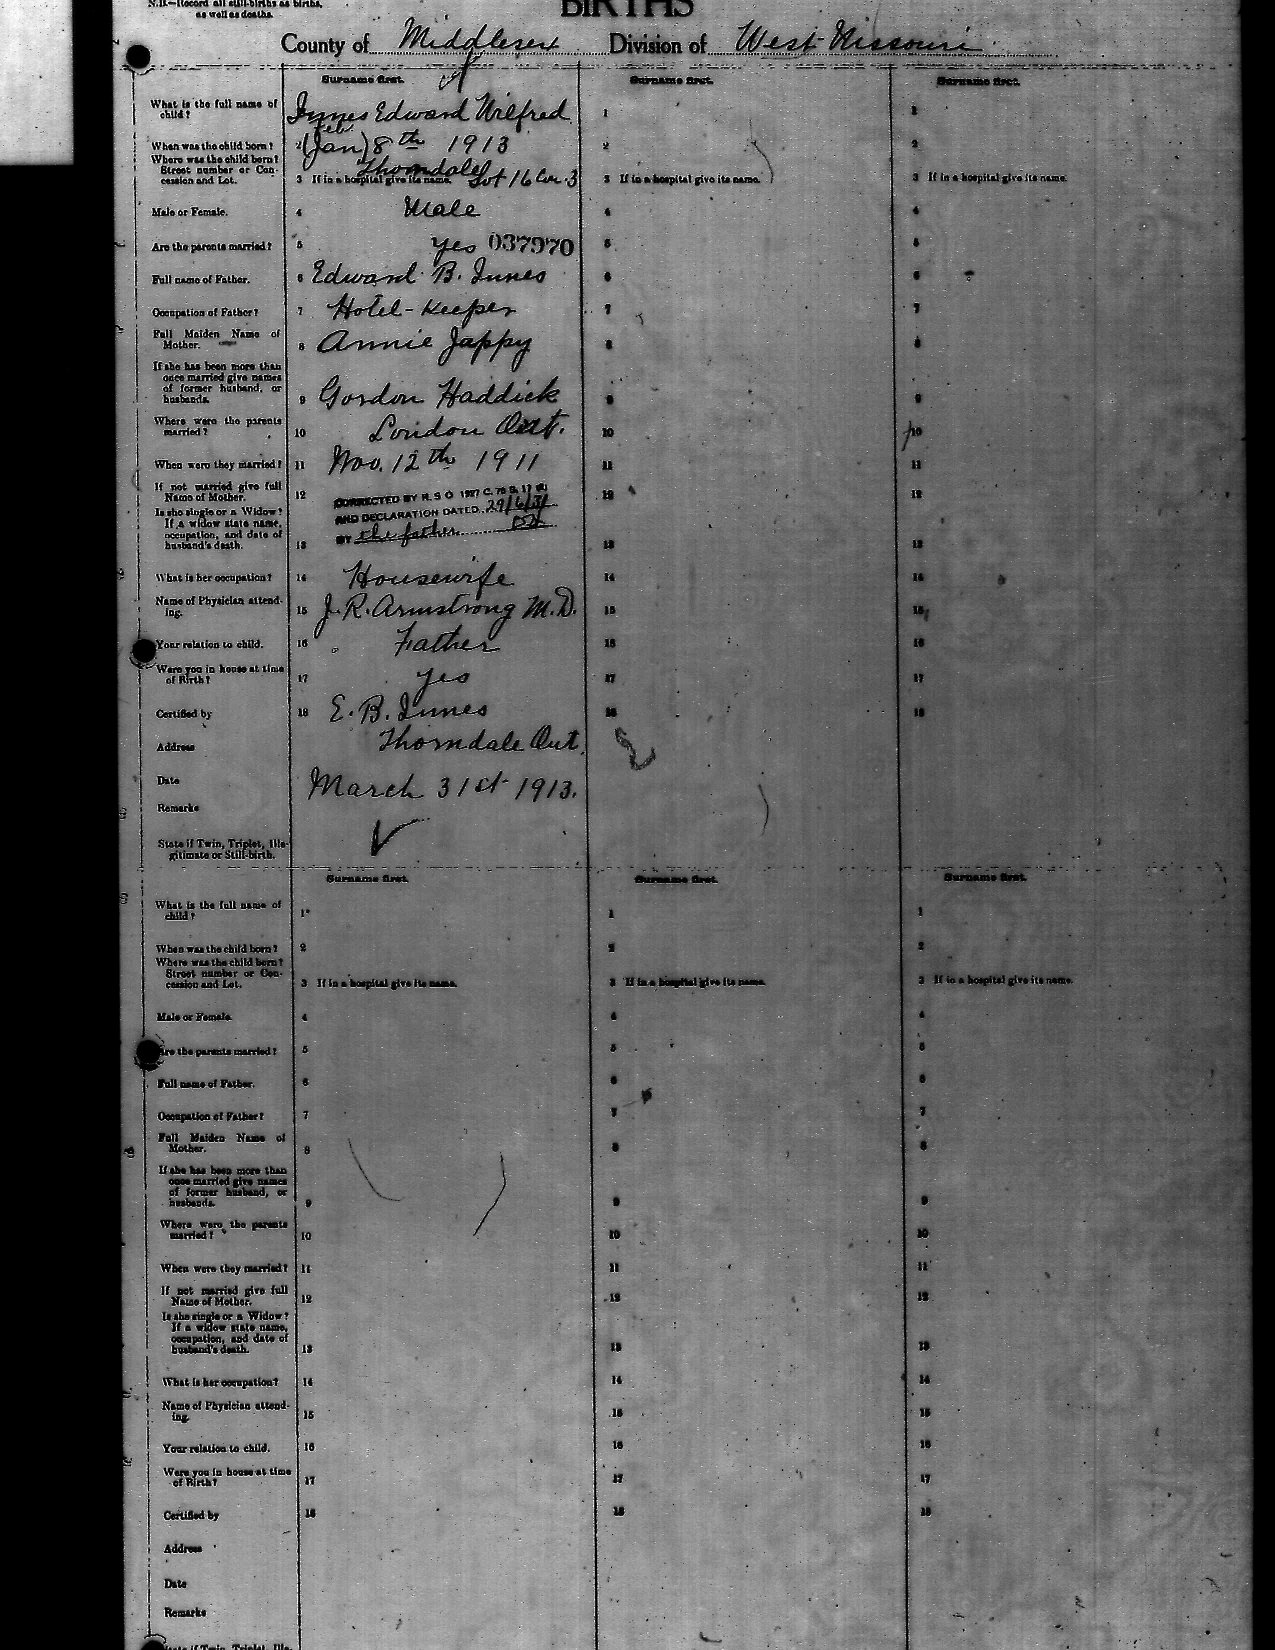 N.B.—Record all still-births as births,
as well as deaths.
BIRTHS
County of Middlesex Division of West Nissouri
Surname first. Surname first. Surname first.
What is the full name of child? Innes Edward Wilfred 1 1
Feb.
When was the child born? 2 (Jan) 8th 1913 2 2
Where was the child born? Street number or Concession and Lot. 3 If in a hospital give its name. Thorndale Lot 16 Con. 3 3 If in a hospital give its name. 3 If in a hospital give its name.
Male or Female. 4 Male 4 4
Are the parents married? 5 Yes 037970 5 5
Full name of Father. 6 Edward B. Innes 6 6
Occupation of Father? 7 Hotel-Keeper 7 7
Full Maiden Name of Mother. 8 Annie Jappy 8 8
If she has been more than once married give names of former husband, or husbands. 9 Gordon Haddick 9 9
Where were the parents married? 10 London Ont. 10 10
When were they married? 11 Nov. 12th 1911 11 11
If not married give full Name of Mother. 12 12 12
CORRECTED BY R.S.O. 1927 C. 78 S. 17
AND DECLARATION DATED 29/6/31
BY the father
Is she single or a Widow? If a widow state name, occupation, and date of husband's death. 13 13 13
What is her occupation? 14 Housewife 14 14
Name of Physician attending. 15 J. R. Armstrong M.D. 15 15
Your relation to child. 16 Father 16 16
Were you in house at time of Birth? 17 yes 17 17
Certified by 18 E. B. Innes 18 18
Address Thorndale Ont.
Date March 31st 1913.
Remarks
State if Twin, Triplet, Illegitimate or Still-birth.
Surname first. Surname first. Surname first.
What is the full name of child? 1 1 1
When was the child born? 2 2 2
Where was the child born? Street number or Concession and Lot. 3 If in a hospital give its name. 3 If in a hospital give its name. 3 If in a hospital give its name.
Male or Female. 4 4 4
Are the parents married? 5 5 5
Full name of Father. 6 6 6
Occupation of Father? 7 7 7
Full Maiden Name of Mother. 8 8 8
If she has been more than once married give names of former husband, or husbands. 9 9 9
Where were the parents married? 10 10 10
When were they married? 11 11 11
If not married give full Name of Mother. 12 12 12
Is she single or a Widow? If a widow state name, occupation, and date of husband's death. 13 13 13
What is her occupation? 14 14 14
Name of Physician attending. 15 15 15
Your relation to child. 16 16 16
Were you in house at time of Birth? 17 17 17
Certified by 18 18 18
Address
Date
Remarks
State if Twin, Triplet, Ille-